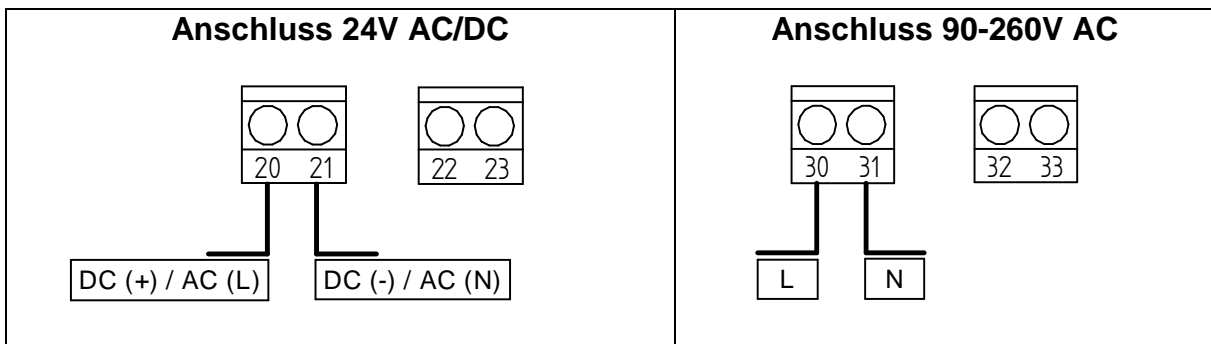 Anschluss 24V AC/DC
20 21 22 23
DC (+) / AC (L) DC (-) / AC (N)
Anschluss 90-260V AC
30 31 32 33
L N